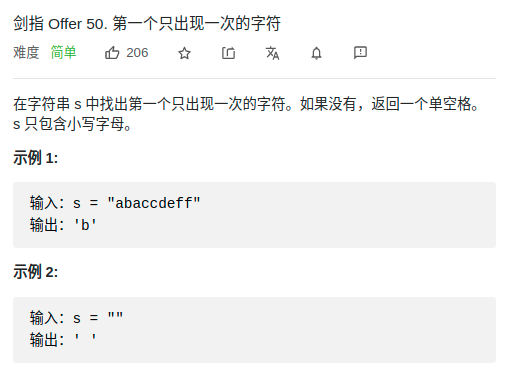 剑指 Offer 50. 第一个只出现一次的字符
难度 简单 206
在字符串 s 中找出第一个只出现一次的字符。如果没有，返回一个单空格。
s 只包含小写字母。
示例 1:
输入：s = "abaccdeff"
输出：'b'
示例 2:
输入：s = ""
输出：' '